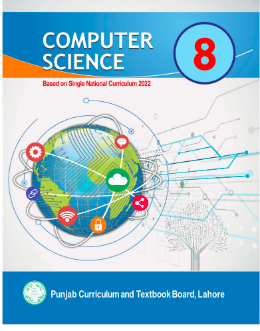 COMPUTER
SCIENCE
8
Based on Single National Curriculum 2022
Punjab Curriculum and Textbook Board, Lahore